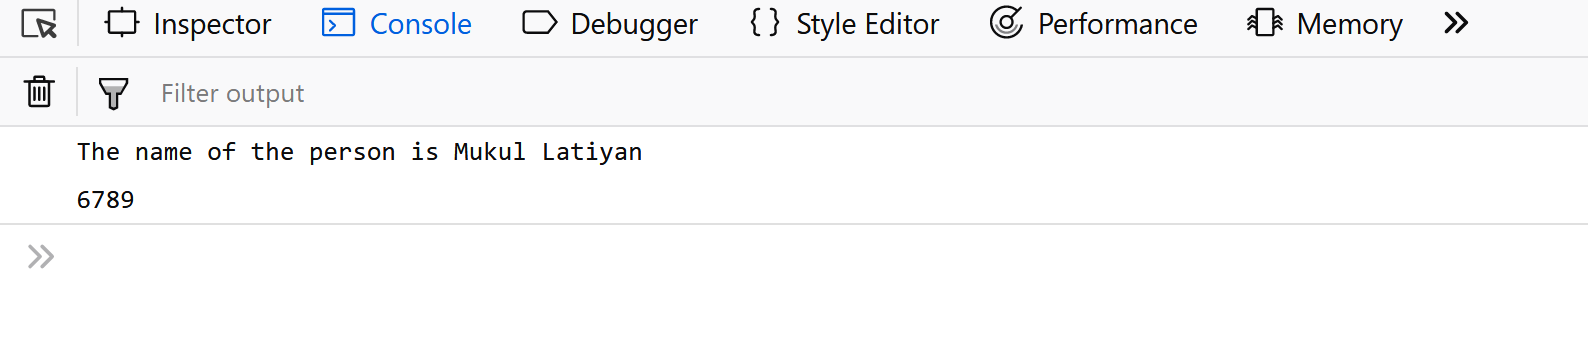 Inspector Console Debugger { } Style Editor Performance Memory
Filter output
The name of the person is Mukul Latiyan
6789